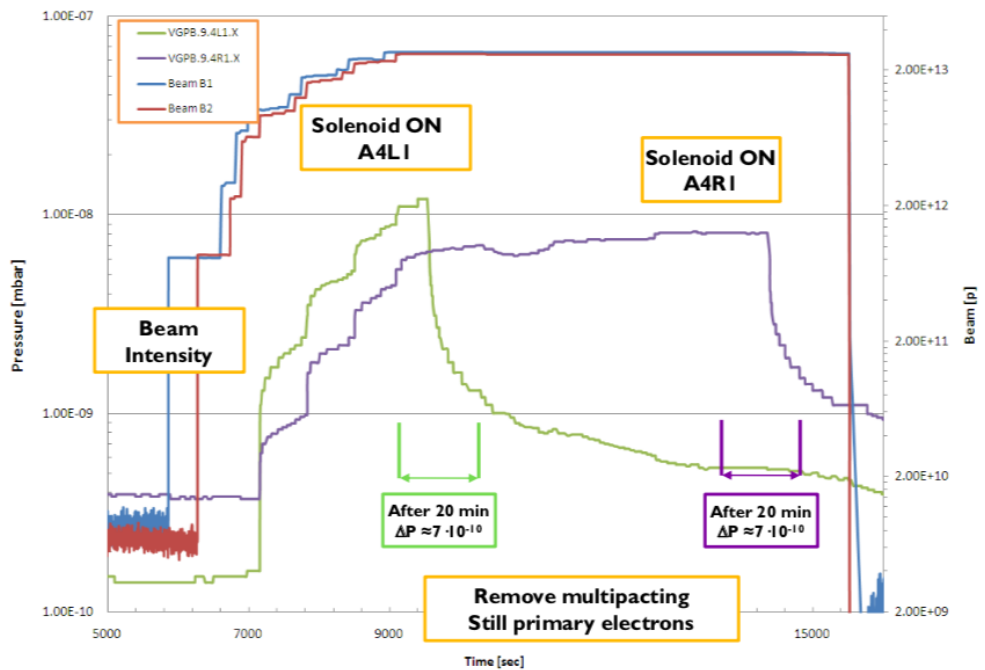 1.00E-07
VGPB.9.4L1.X
VGPB.9.4R1.X
Beam B1
Beam B2
2.00E+13
Solenoid ON
A4L1
Solenoid ON
A4R1
1.00E-08
2.00E+12
Pressure [mbar]
Beam [p]
Beam
Intensity
2.00E+11
1.00E-09
2.00E+10
After 20 min
ΔP ≈7 ·10⁻¹⁰
After 20 min
ΔP ≈7 ·10⁻¹⁰
Remove multipacting
Still primary electrons
1.00E-10
2.00E+09
5000
7000
9000
15000
Time [sec]